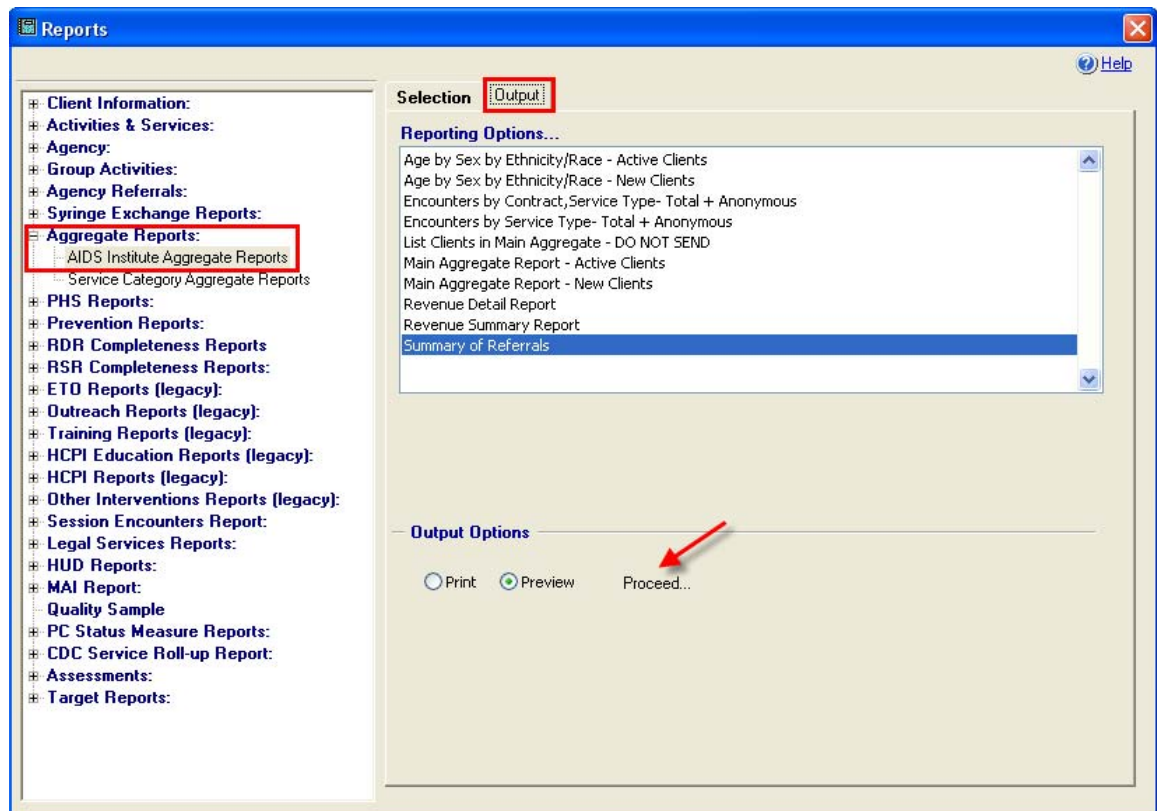 Reports
Help
Client Information:
Activities & Services:
Agency:
Group Activities:
Agency Referrals:
Syringe Exchange Reports:
Aggregate Reports:
AIDS Institute Aggregate Reports
Service Category Aggregate Reports
PHS Reports:
Prevention Reports:
RDR Completeness Reports
RSR Completeness Reports:
ETO Reports (legacy):
Outreach Reports (legacy):
Training Reports (legacy):
HCPI Education Reports (legacy):
HCPI Reports (legacy):
Other Interventions Reports (legacy):
Session Encounters Report:
Legal Services Reports:
HUD Reports:
MAI Report:
Quality Sample
PC Status Measure Reports:
CDC Service Roll-up Report:
Assessments:
Target Reports:
Selection Output
Reporting Options...
Age by Sex by Ethnicity/Race - Active Clients
Age by Sex by Ethnicity/Race - New Clients
Encounters by Contract,Service Type- Total + Anonymous
Encounters by Service Type- Total + Anonymous
List Clients in Main Aggregate - DO NOT SEND
Main Aggregate Report - Active Clients
Main Aggregate Report - New Clients
Revenue Detail Report
Revenue Summary Report
Summary of Referrals
Output Options
Print Preview Proceed...